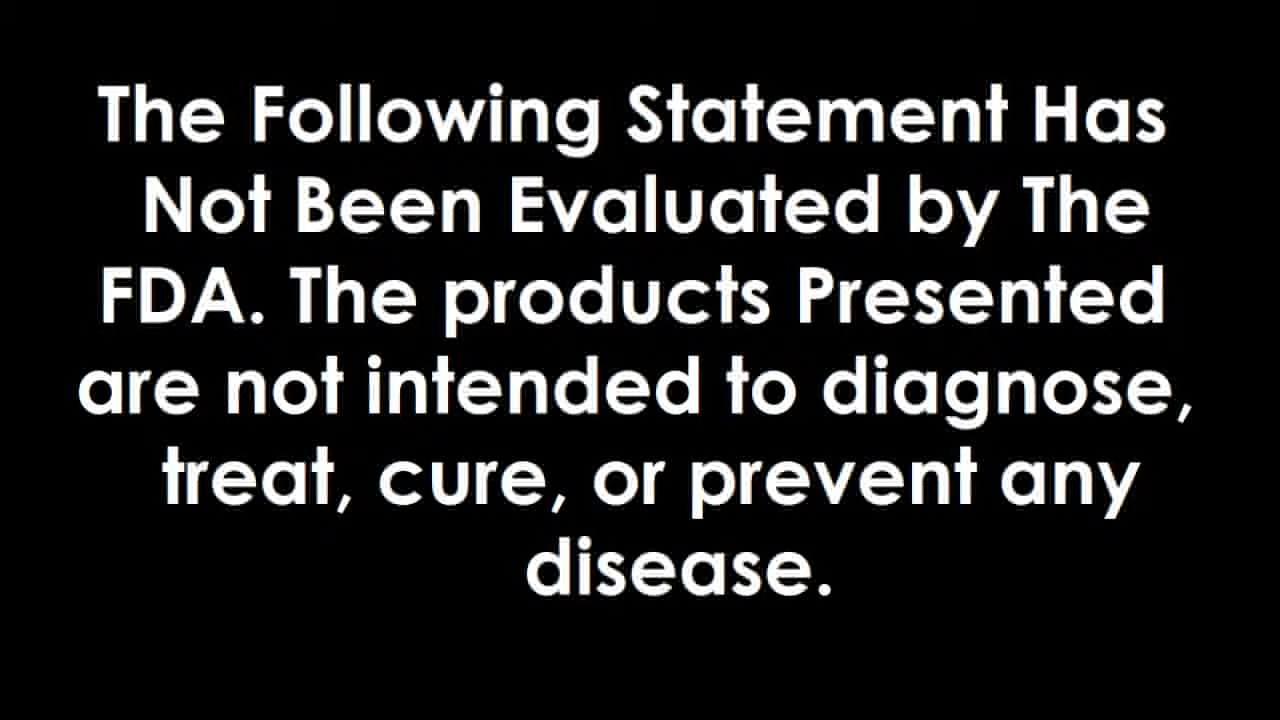 The Following Statement Has
Not Been Evaluated by The
FDA. The products Presented
are not intended to diagnose,
treat, cure, or prevent any
disease.